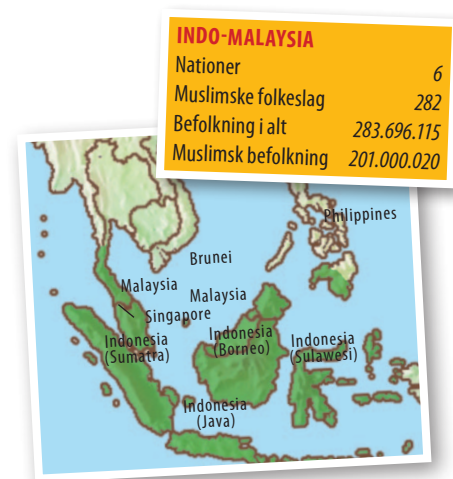 INDO-MALAYSIA
Nationer 6
Muslimske folkeslag 282
Befolkning i alt 283.696.115
Muslimsk befolkning 201.000.020
Philippines
Brunei
Malaysia
Malaysia
Singapore
Indonesia
(Sumatra)
Indonesia
(Borneo)
Indonesia
(Sulawesi)
Indonesia
(Java)